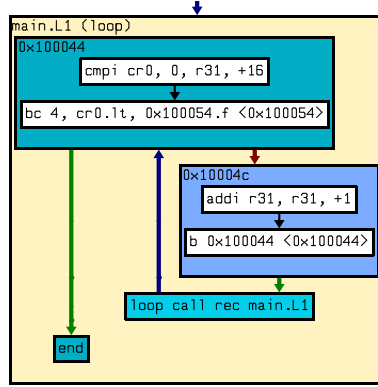 main.L1 (loop)
0x100044
cmpi cr0, 0, r31, +16
bc 4, cr0.lt, 0x100054.f <0x100054>
0x10004c
addi r31, r31, +1
b 0x100044 <0x100044>
loop call rec main.L1
end